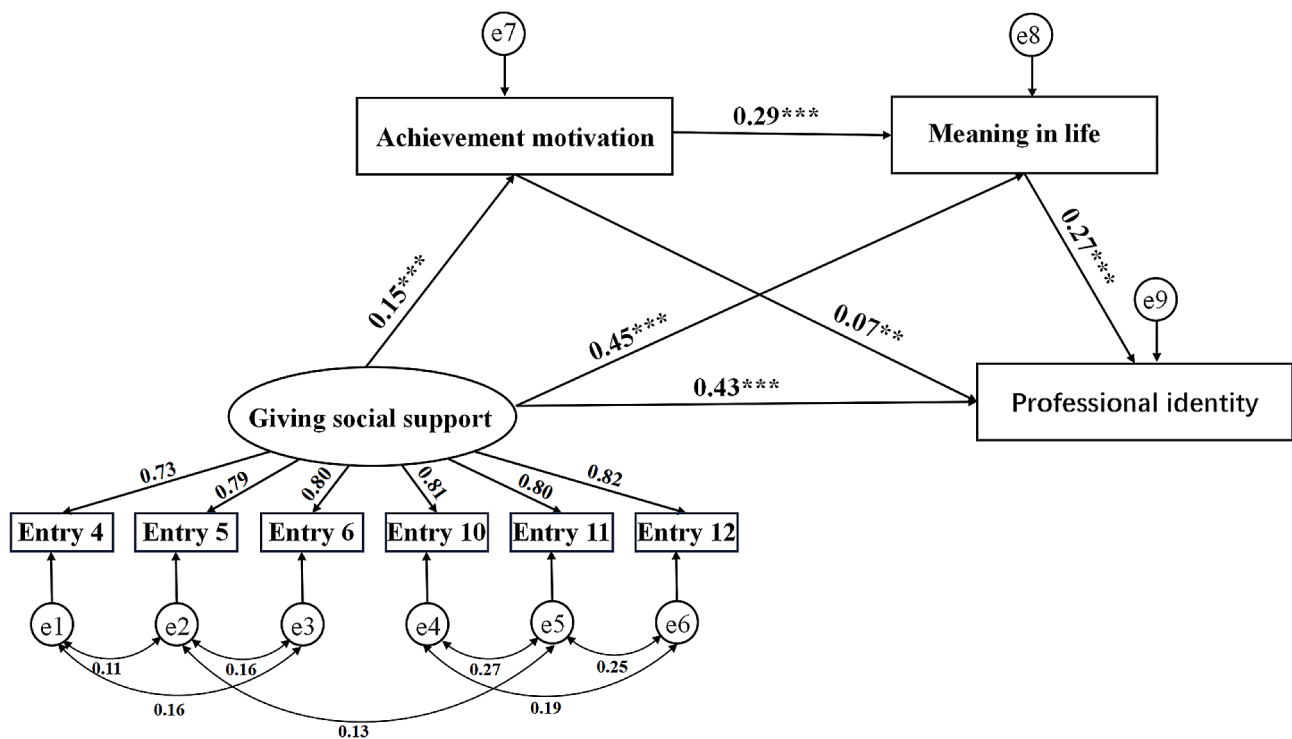 e7
e8
Achievement motivation
0.29***
Meaning in life
0.15***
0.45***
0.07**
0.27***
e9
0.43***
Giving social support
Professional identity
0.73
0.79
0.80
0.81
0.80
0.82
Entry 4
Entry 5
Entry 6
Entry 10
Entry 11
Entry 12
e1
e2
e3
e4
e5
e6
0.11
0.16
0.27
0.25
0.16
0.13
0.19